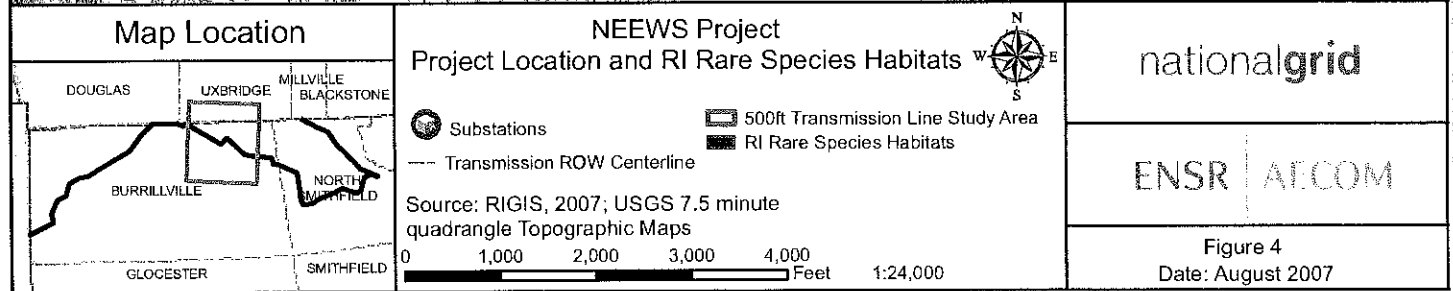 Map Location
DOUGLAS
UXBRIDGE
MILLVILLE
BLACKSTONE
BURRILLVILLE
NORTH
SMITHFIELD
GLOCESTER
SMITHFIELD
NEEWS Project
Project Location and RI Rare Species Habitats
N
W
E
S
Substations
Transmission ROW Centerline
500ft Transmission Line Study Area
RI Rare Species Habitats
Source: RIGIS, 2007; USGS 7.5 minute
quadrangle Topographic Maps
0 1,000 2,000 3,000 4,000
Feet 1:24,000
nationalgrid
ENSR AECOM
Figure 4
Date: August 2007